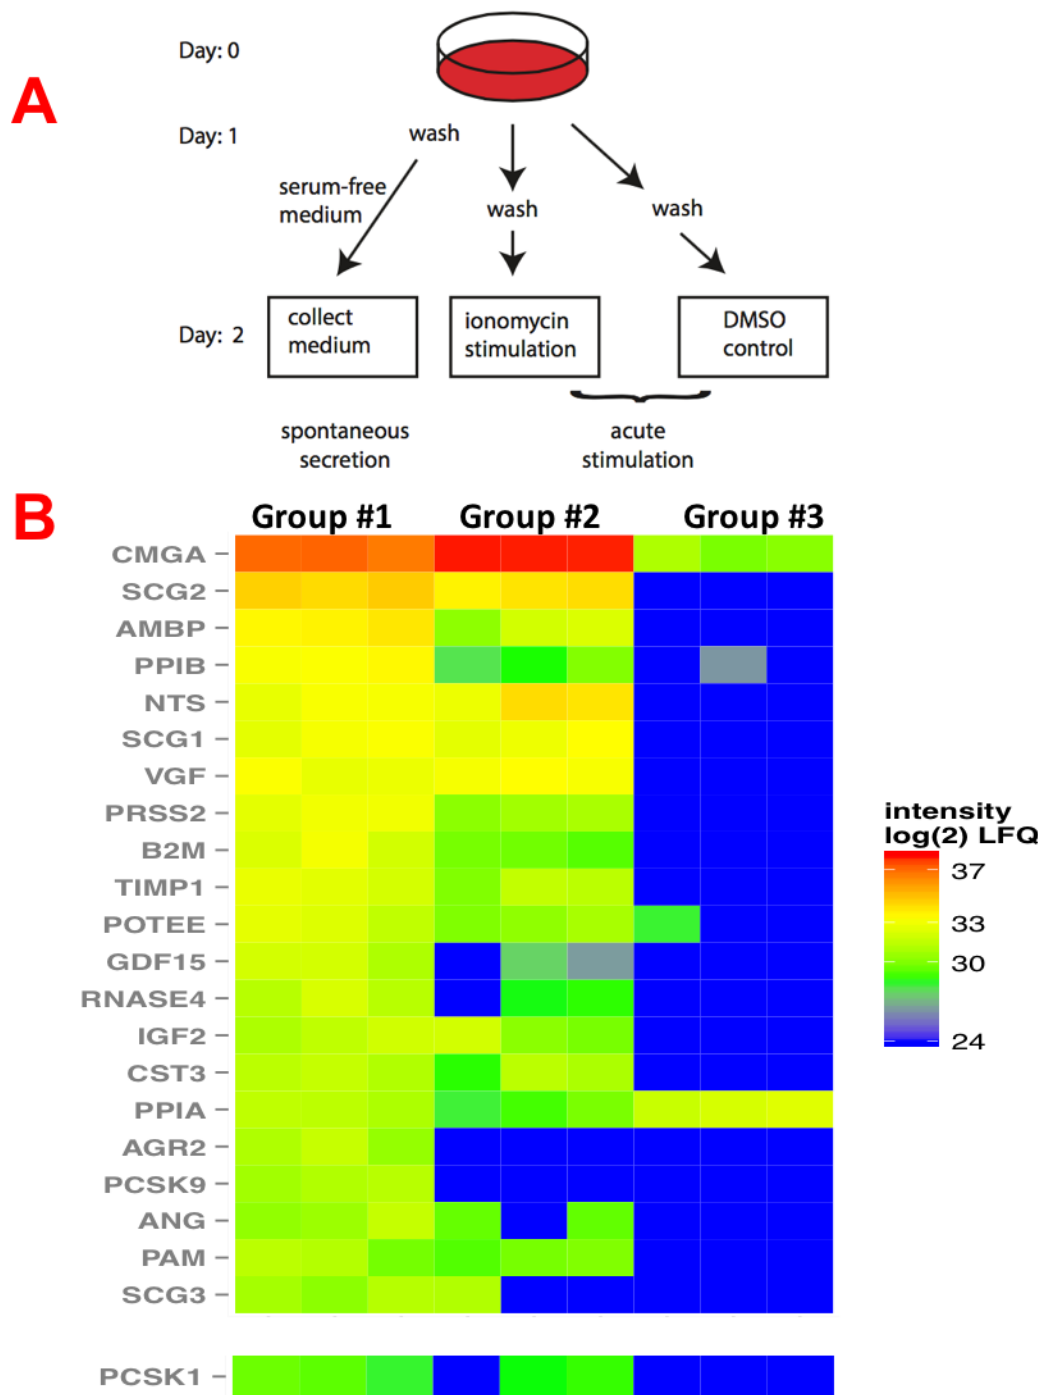 A
Day: 0
Day: 1
wash
serum-free
medium
wash
wash
Day: 2
collect
medium
ionomycin
stimulation
DMSO
control
spontaneous
secretion
acute
stimulation
B
Group #1
Group #2
Group #3
CMGA
SCG2
AMBP
PPIB
NTS
SCG1
VGF
PRSS2
B2M
TIMP1
POTEE
GDF15
RNASE4
IGF2
CST3
PPIA
AGR2
PCSK9
ANG
PAM
SCG3
PCSK1
intensity
log(2) LFQ
37
33
30
24